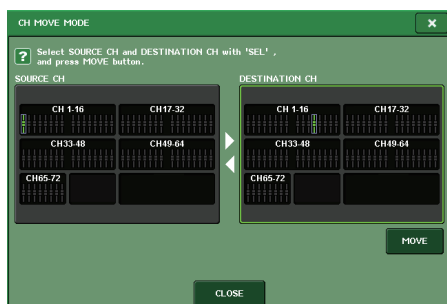 CH MOVE MODE
×
? Select SOURCE CH and DESTINATION CH with 'SEL' ,
and press MOVE button.
SOURCE CH
DESTINATION CH
CH 1-16 CH17-32
CH33-48 CH49-64
CH65-72
CH 1-16 CH17-32
CH33-48 CH49-64
CH65-72
MOVE
CLOSE